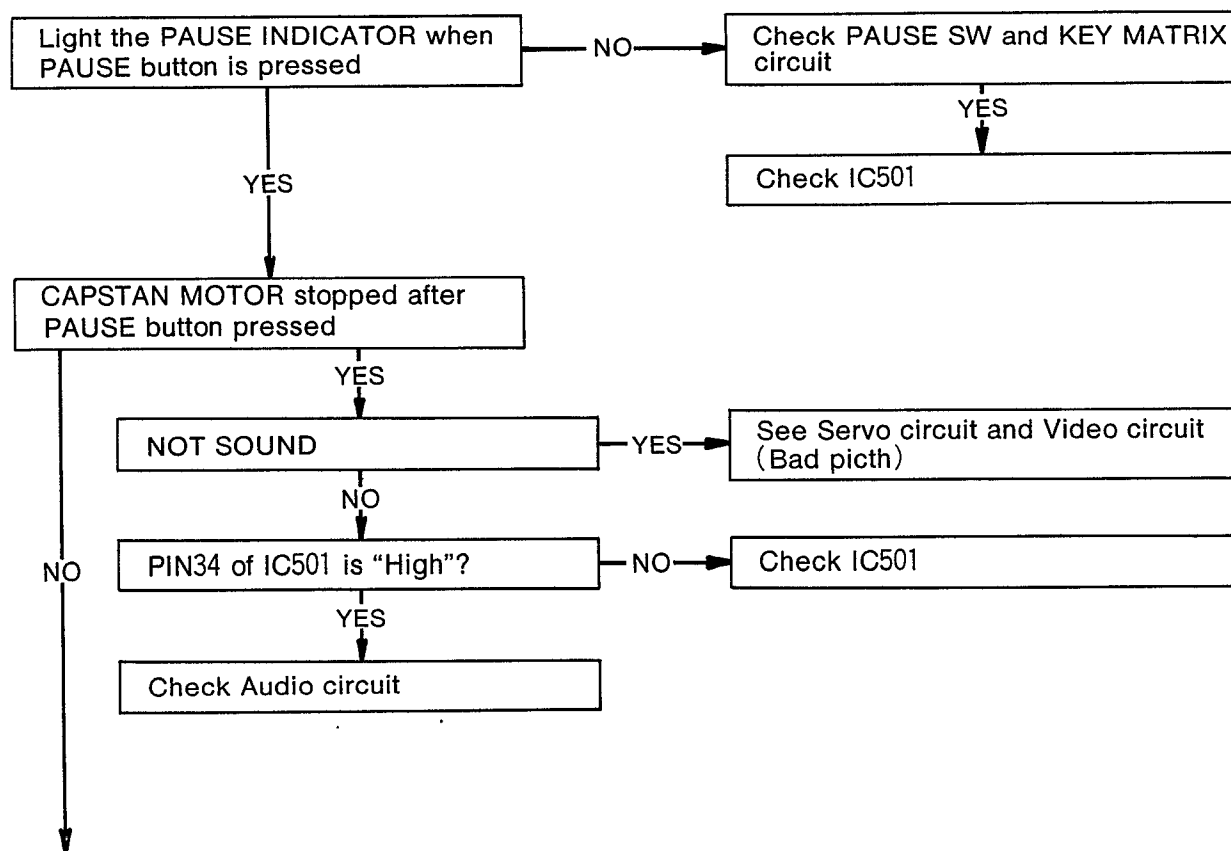 Light the PAUSE INDICATOR when
PAUSE button is pressed
NO
Check PAUSE SW and KEY MATRIX
circuit
YES
Check IC501
YES
CAPSTAN MOTOR stopped after
PAUSE button pressed
YES
NOT SOUND
YES
See Servo circuit and Video circuit
(Bad picth)
NO
PIN34 of IC501 is “High”?
NO
Check IC501
NO
YES
Check Audio circuit